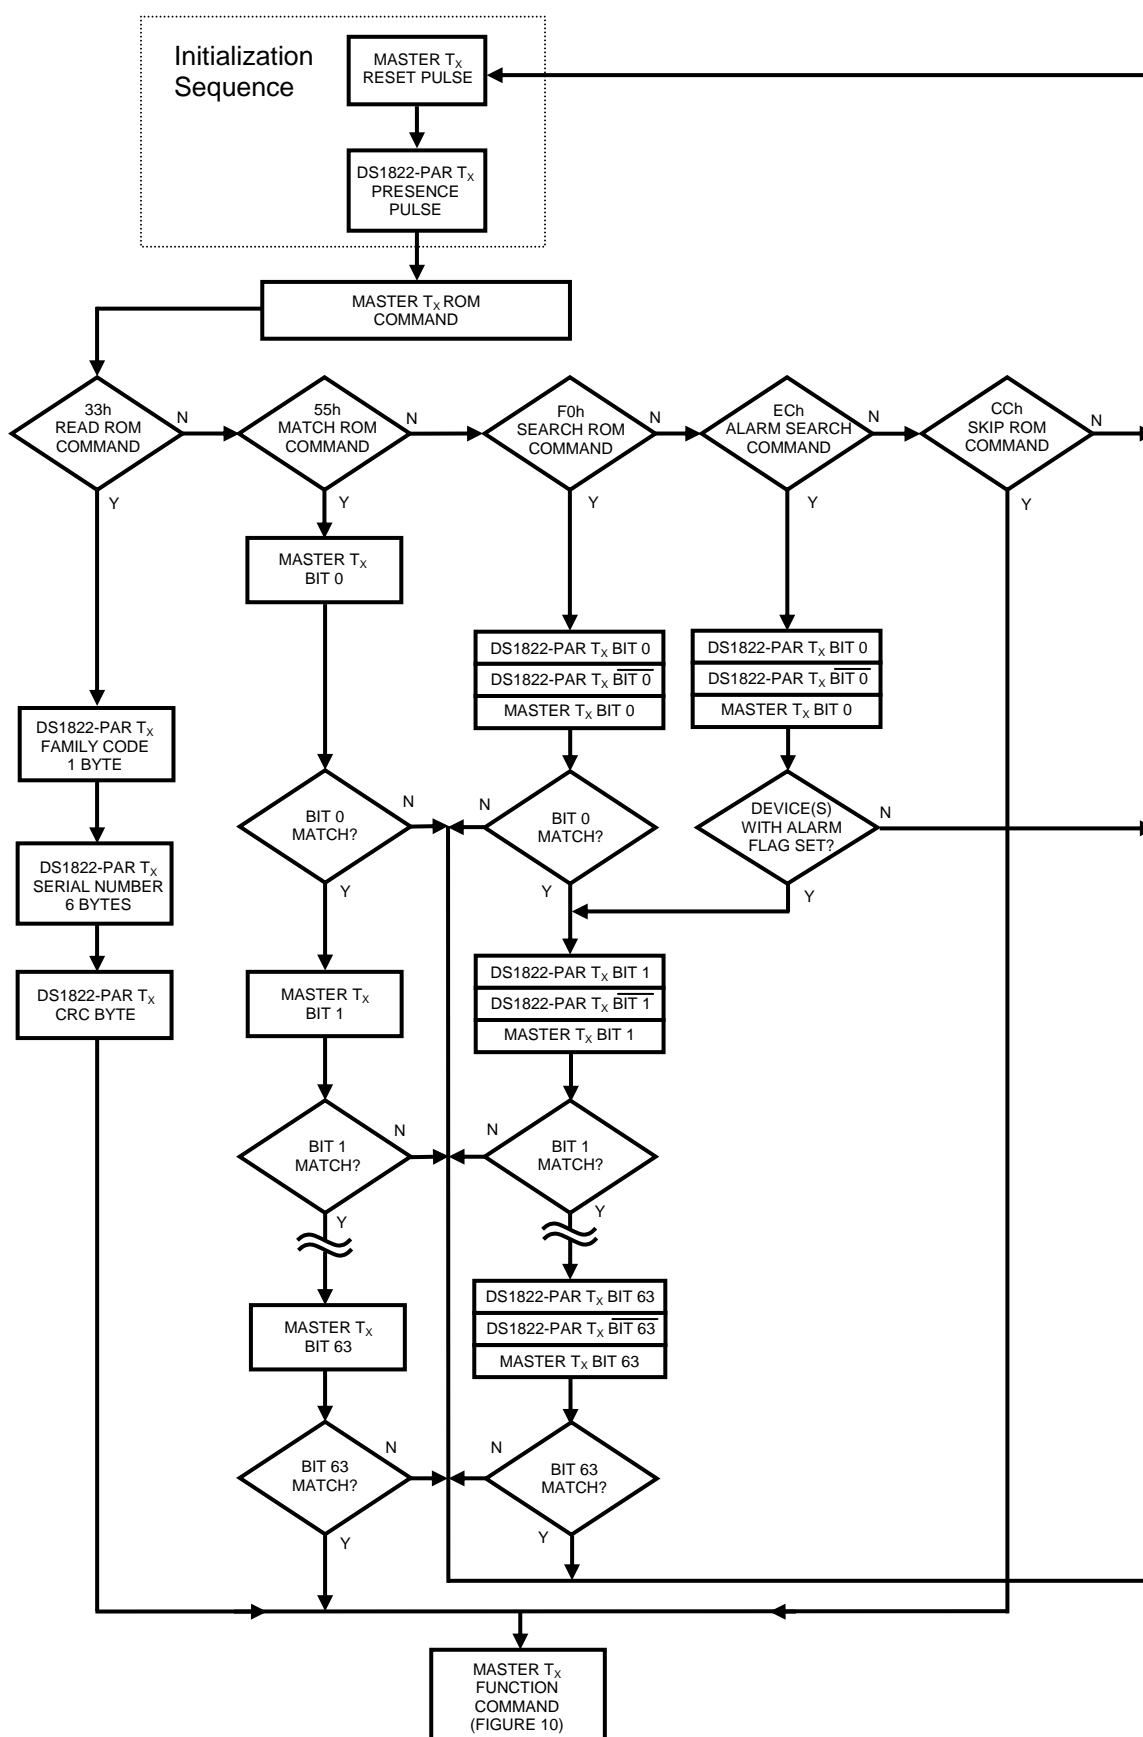 Initialization
Sequence
MASTER TX
RESET PULSE
DS1822-PAR TX
PRESENCE
PULSE
MASTER TX ROM
COMMAND
33h
READ ROM
COMMAND
N
Y
55h
MATCH ROM
COMMAND
N
Y
F0h
SEARCH ROM
COMMAND
N
Y
ECh
ALARM SEARCH
COMMAND
N
Y
CCh
SKIP ROM
COMMAND
N
Y
MASTER TX
BIT 0
DS1822-PAR TX BIT 0
DS1822-PAR TX BIT 0
MASTER TX BIT 0
DS1822-PAR TX BIT 0
DS1822-PAR TX BIT 0
MASTER TX BIT 0
DS1822-PAR TX
FAMILY CODE
1 BYTE
BIT 0
MATCH?
N
Y
BIT 0
MATCH?
N
Y
DEVICE(S)
WITH ALARM
FLAG SET?
N
Y
DS1822-PAR TX
SERIAL NUMBER
6 BYTES
DS1822-PAR TX
CRC BYTE
MASTER TX
BIT 1
DS1822-PAR TX BIT 1
DS1822-PAR TX BIT 1
MASTER TX BIT 1
BIT 1
MATCH?
N
Y
BIT 1
MATCH?
N
Y
MASTER TX
BIT 63
DS1822-PAR TX BIT 63
DS1822-PAR TX BIT 63
MASTER TX BIT 63
BIT 63
MATCH?
N
Y
BIT 63
MATCH?
N
Y
MASTER TX
FUNCTION
COMMAND
(FIGURE 10)